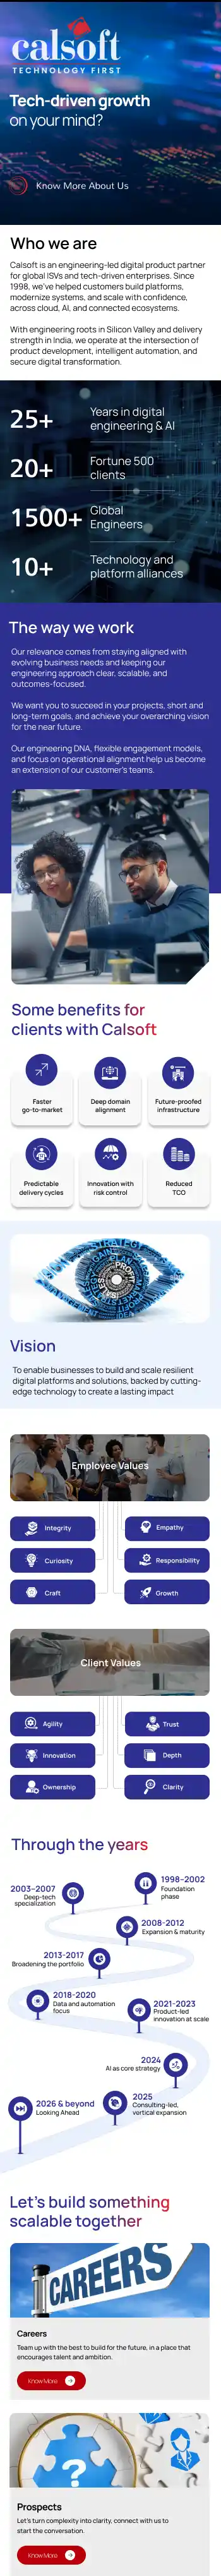 calsoft
TECHNOLOGY FIRST
Tech-driven growth
on your mind?
Know More About Us
Who we are
Calsoft is an engineering-led digital product partner
for global ISVs and tech-driven enterprises. Since
1998, we've helped customers build platforms,
modernize systems, and scale with confidence,
across cloud, AI, and connected ecosystems.
With engineering roots in Silicon Valley and delivery
strength in India, we operate at the intersection of
product development, intelligent automation, and
secure digital transformation.
25+
Years in digital
engineering & AI
20+
Fortune 500
clients
1500+
Global
Engineers
10+
Technology and
platform alliances
The way we work
Our relevance comes from staying aligned with
evolving business needs and keeping our
engineering approach clear, scalable, and
outcomes-focused.
We want you to succeed in your projects, short and
long-term goals, and achieve your overarching vision
for the near future.
Our engineering DNA, flexible engagement models,
and focus on operational alignment help us become
an extension of our customer's teams.
Some benefits for
clients with Calsoft
Faster
go-to-market
Deep domain
alignment
Future-proofed
infrastructure
Predictable
delivery cycles
Innovation with
risk control
Reduced
TCO
STRATEGY
Vision
To enable businesses to build and scale resilient
digital platforms and solutions, backed by cutting-
edge technology to create a lasting impact
Employee Values
Integrity
Empathy
Curiosity
Responsibility
Craft
Growth
Client Values
Agility
Trust
Innovation
Depth
Ownership
Clarity
Through the years
1998-2002
Foundation
phase
2003-2007
Deep-tech
specialization
2008-2012
Expansion & maturity
2013-2017
Broadening the portfolio
2018-2020
Data and automation
focus
2021-2023
Product-led
innovation at scale
2024
AI as core strategy
2025
Consulting-led,
vertical expansion
2026 & beyond
Looking Ahead
Let's build something
scalable together
CAREERS
Careers
Team up with the best to build for the future, in a place that
encourages talent and ambition.
Know More
?
Prospects
Let's turn complexity into clarity, connect with us to
start the conversation.
Know More